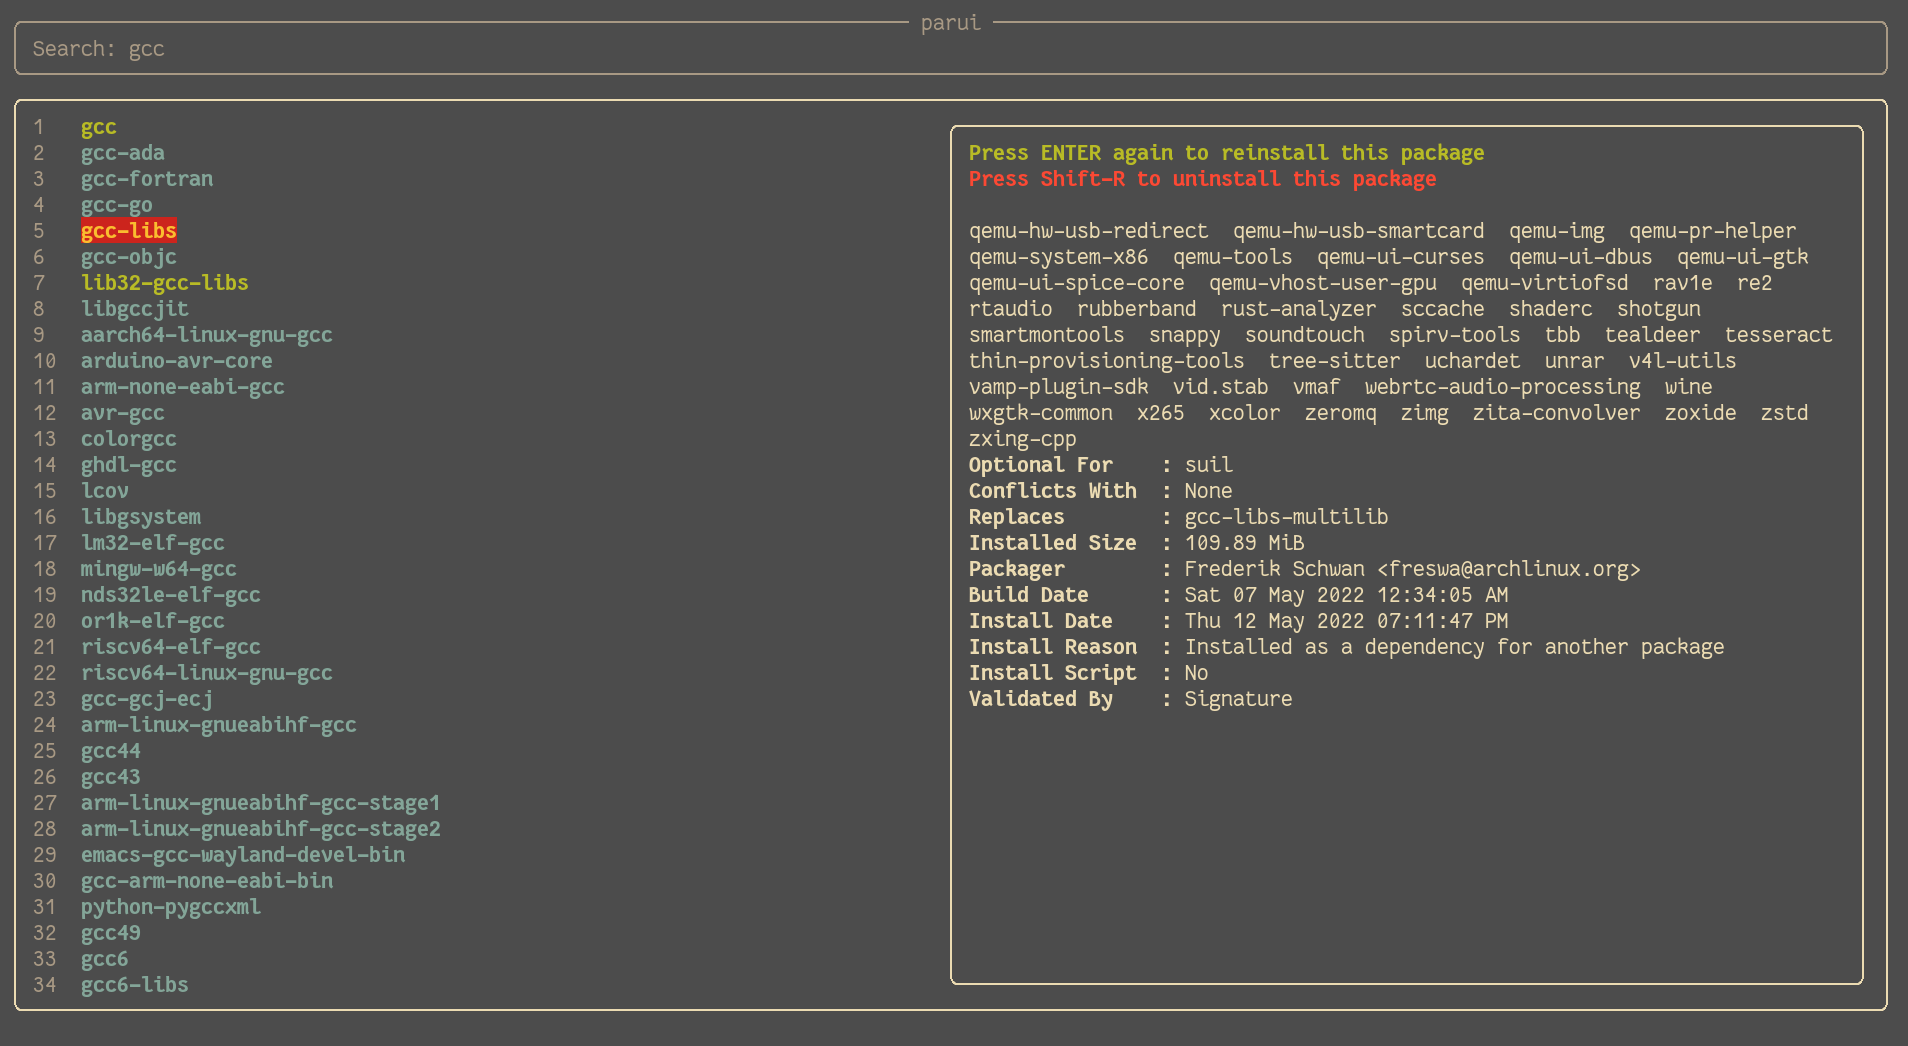 parui
Search: gcc
1 gcc
2 gcc-ada
3 gcc-fortran
4 gcc-go
5 gcc-libs
6 gcc-objc
7 lib32-gcc-libs
8 libgccjit
9 aarch64-linux-gnu-gcc
10 arduino-avr-core
11 arm-none-eabi-gcc
12 avr-gcc
13 colorgcc
14 ghdl-gcc
15 lcov
16 libgsystem
17 lm32-elf-gcc
18 mingw-w64-gcc
19 nds32le-elf-gcc
20 or1k-elf-gcc
21 riscv64-elf-gcc
22 riscv64-linux-gnu-gcc
23 gcc-gcj-ecj
24 arm-linux-gnueabihf-gcc
25 gcc44
26 gcc43
27 arm-linux-gnueabihf-gcc-stage1
28 arm-linux-gnueabihf-gcc-stage2
29 emacs-gcc-wayland-devel-bin
30 gcc-arm-none-eabi-bin
31 python-pygccxml
32 gcc49
33 gcc6
34 gcc6-libs
Press ENTER again to reinstall this package
Press Shift-R to uninstall this package
qemu-hw-usb-redirect qemu-hw-usb-smartcard qemu-img qemu-pr-helper
qemu-system-x86 qemu-tools qemu-ui-curses qemu-ui-dbus qemu-ui-gtk
qemu-ui-spice-core qemu-vhost-user-gpu qemu-virtiofsd rav1e re2
rtaudio rubberband rust-analyzer sccache shaderc shotgun
smartmontools snappy soundtouch spirv-tools tbb tealdeer tesseract
thin-provisioning-tools tree-sitter uchardet unrar v4l-utils
vamp-plugin-sdk vid.stab vmaf webrtc-audio-processing wine
wxgtk-common x265 xcolor zeromq zimg zita-convolver zoxide zstd
zxing-cpp
Optional For : suil
Conflicts With : None
Replaces : gcc-libs-multilib
Installed Size : 109.89 MiB
Packager : Frederik Schwan <freswa@archlinux.org>
Build Date : Sat 07 May 2022 12:34:05 AM
Install Date : Thu 12 May 2022 07:11:47 PM
Install Reason : Installed as a dependency for another package
Install Script : No
Validated By : Signature